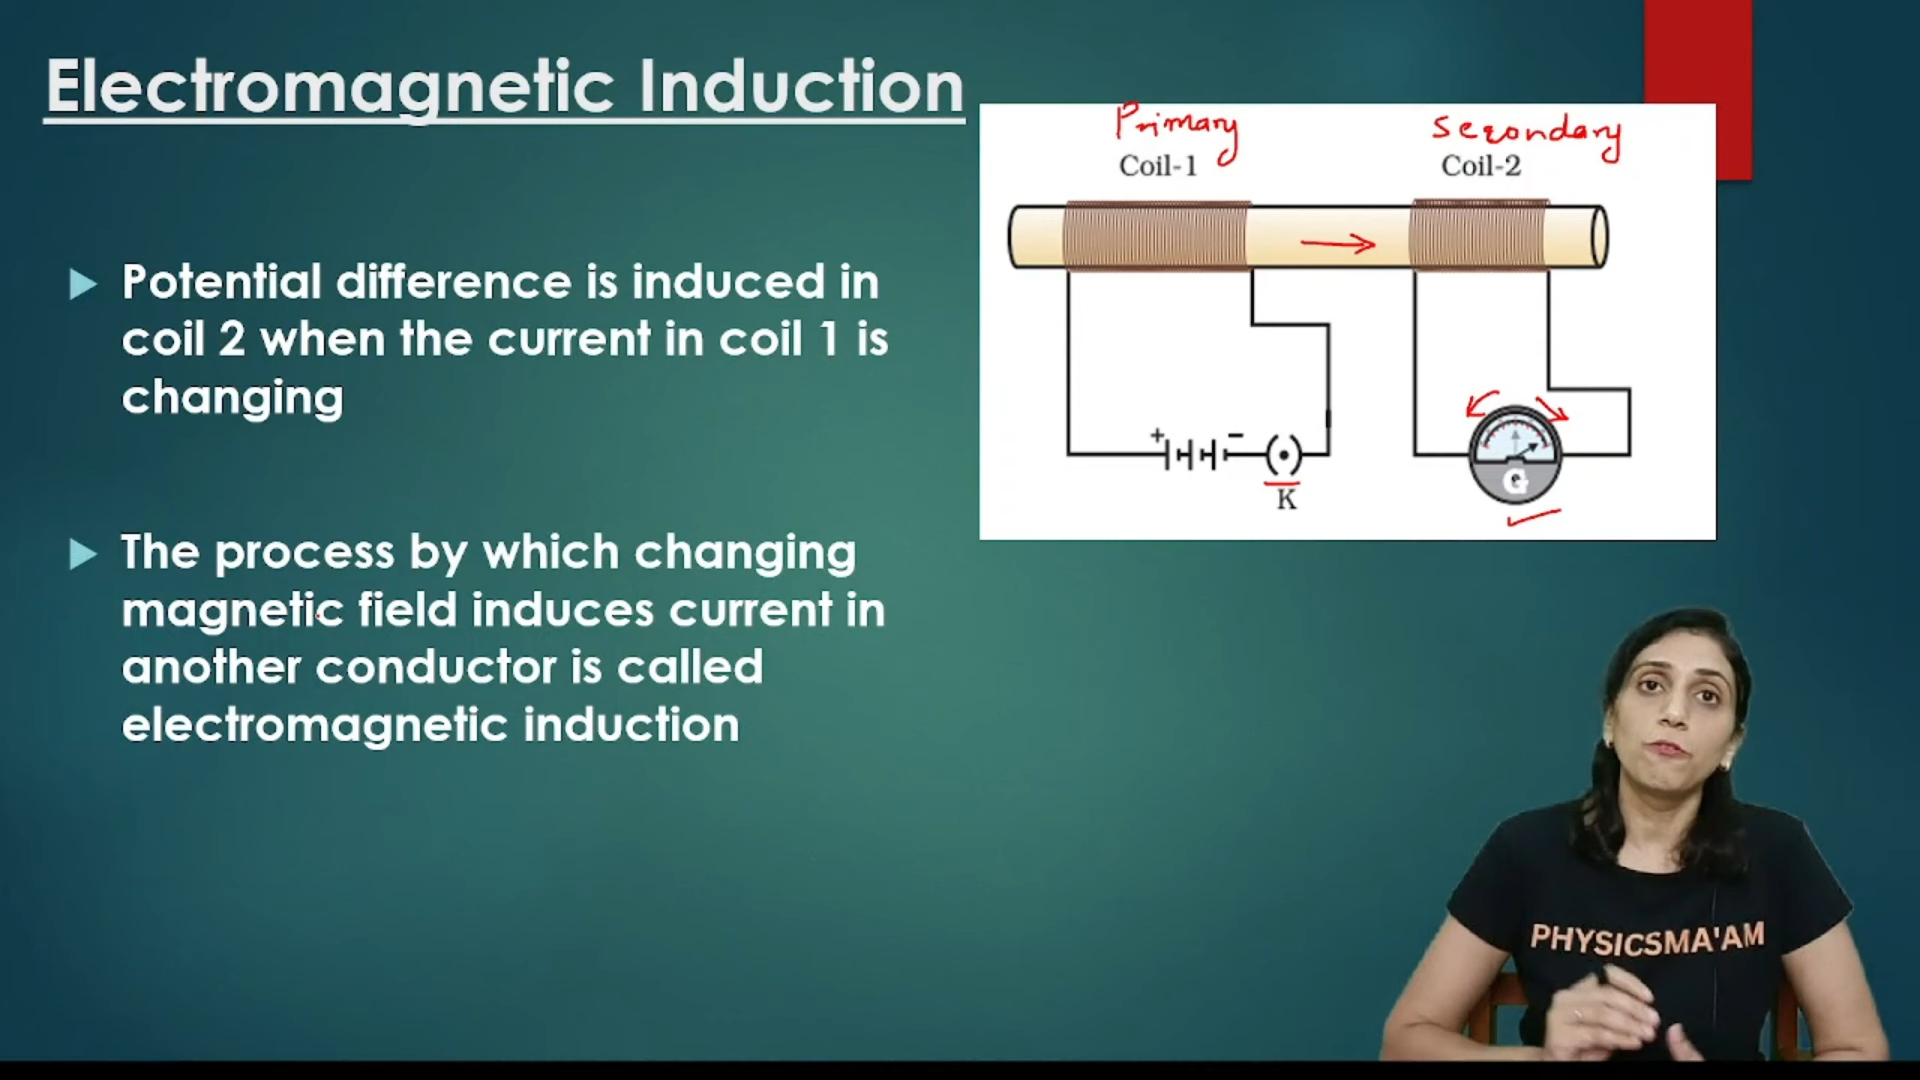 Electromagnetic Induction
Potential difference is induced in
coil 2 when the current in coil 1 is
changing
The process by which changing
magnetic field induces current in
another conductor is called
electromagnetic induction
Primary
Secondary
Coil-1
Coil-2
+
−
K
G
PHYSICSMA'AM